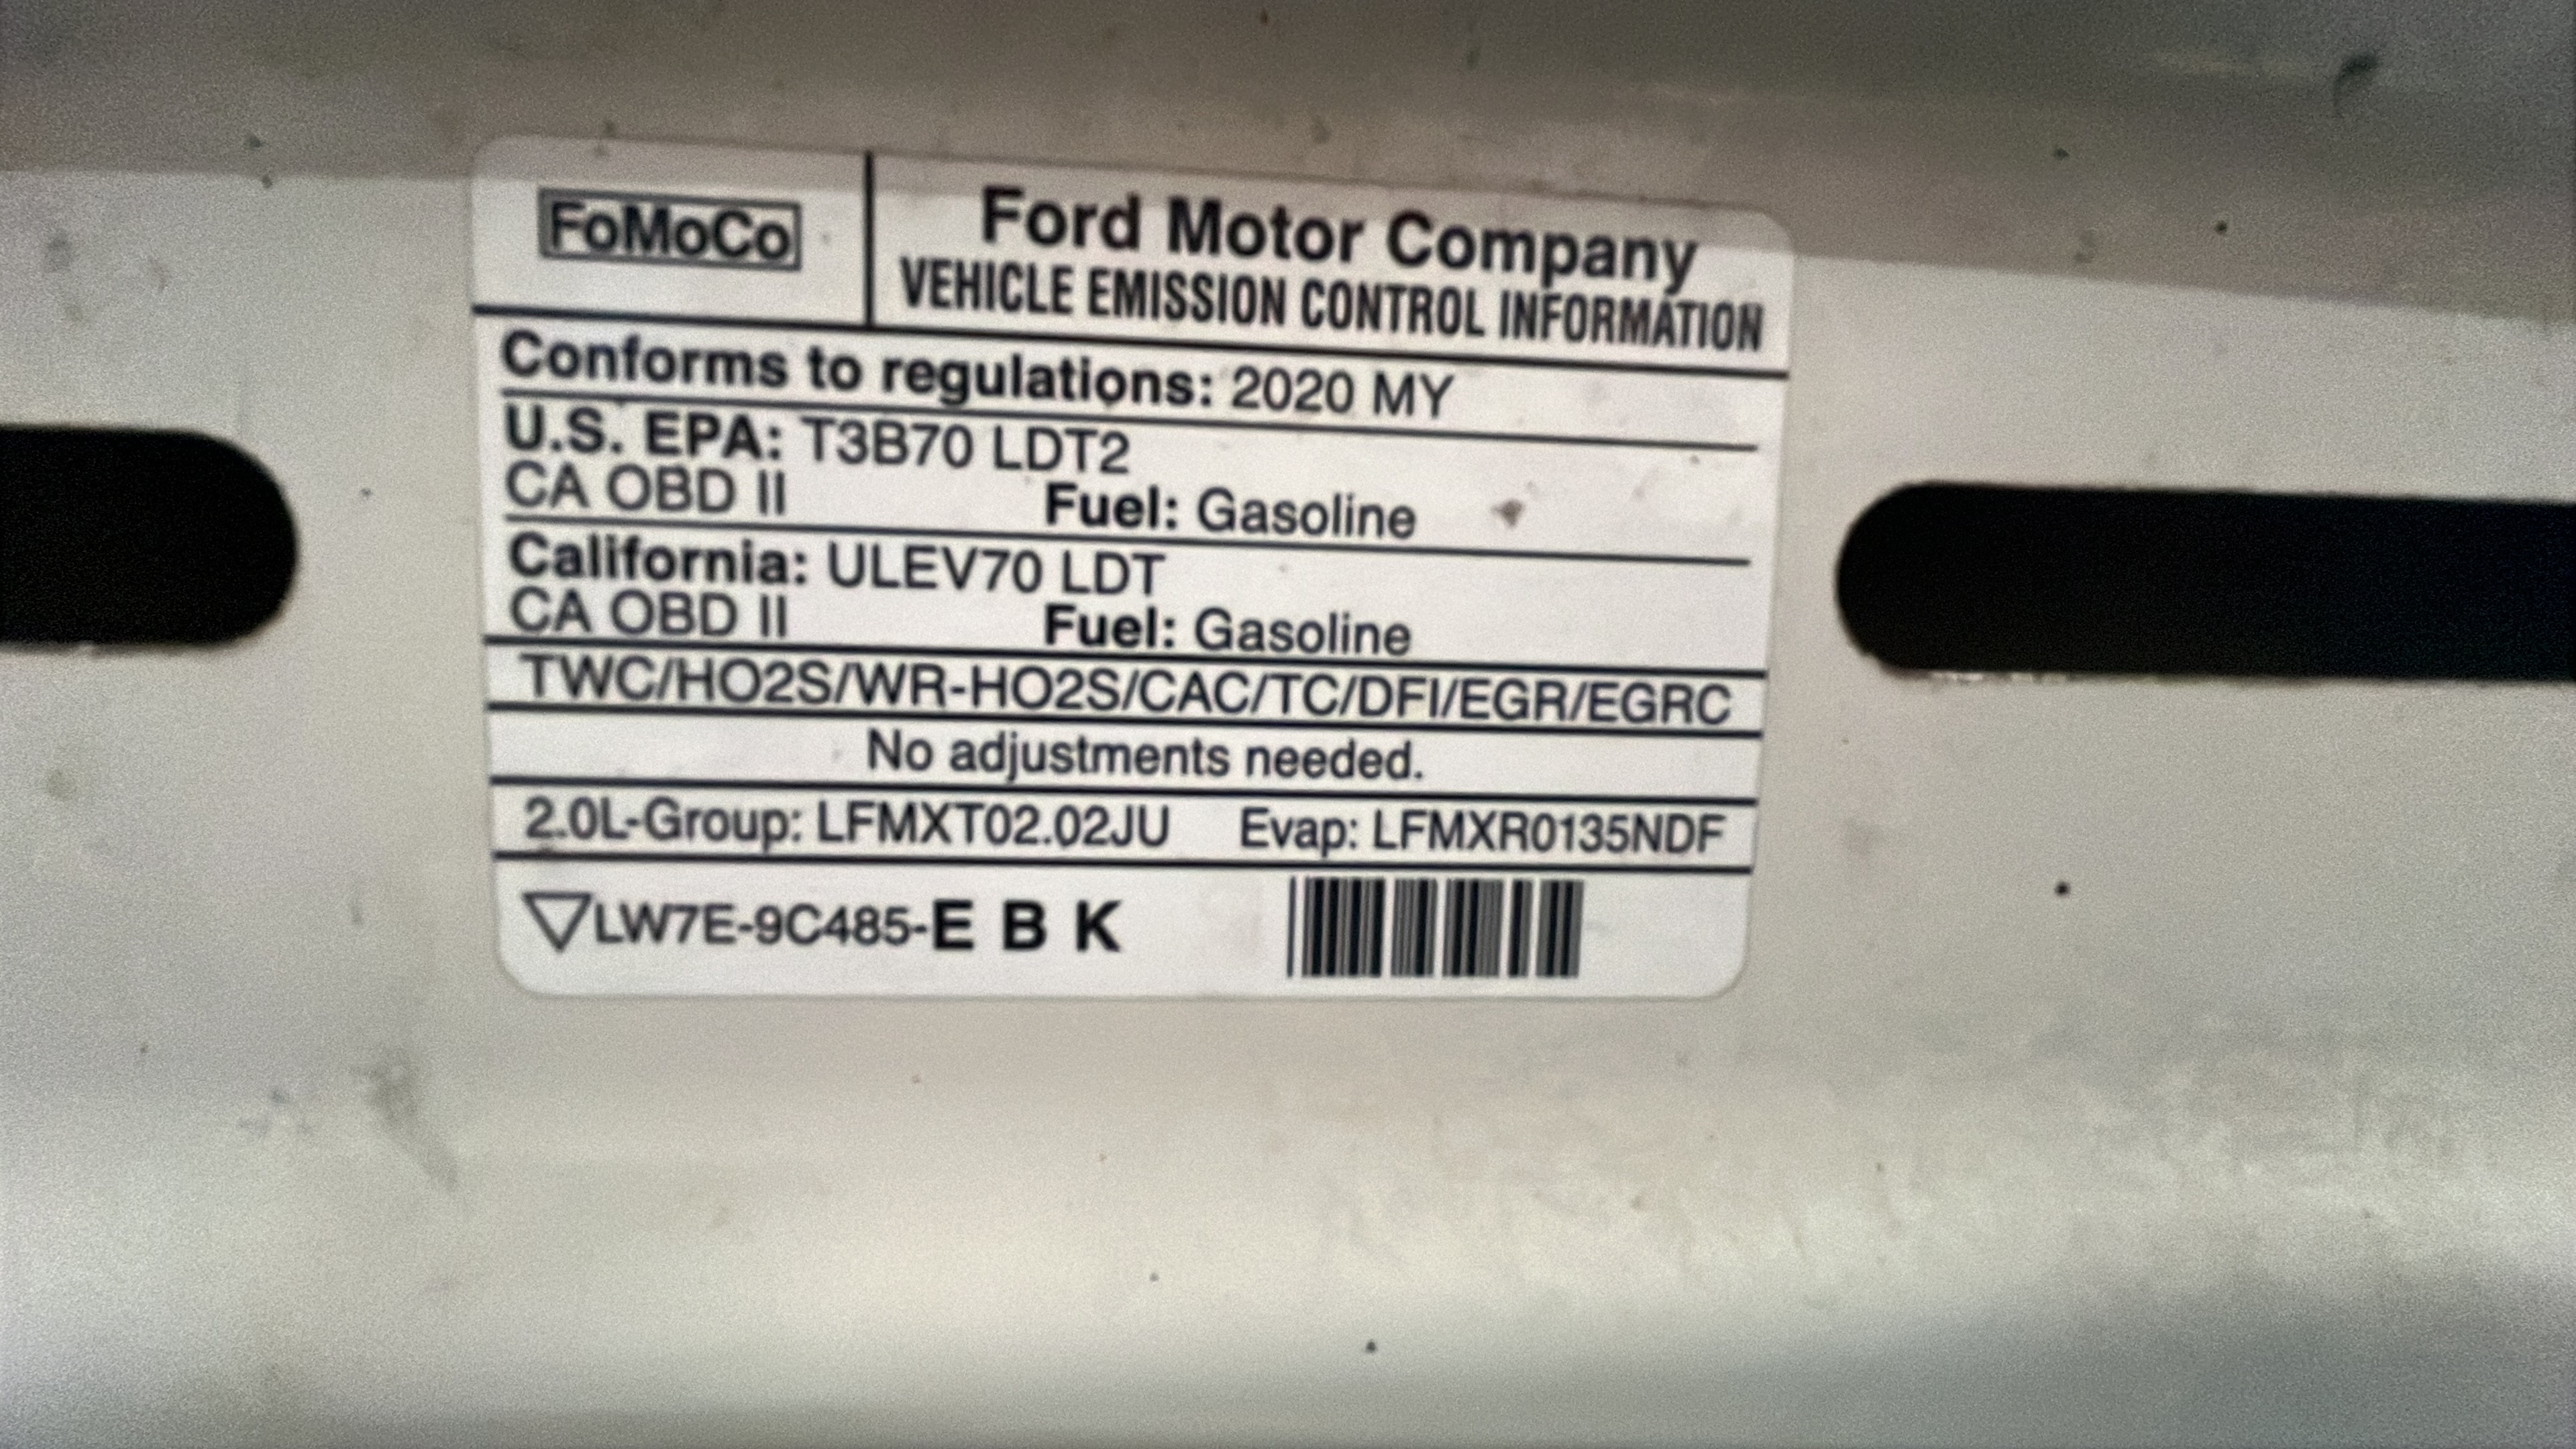 FoMoCo
Ford Motor Company
VEHICLE EMISSION CONTROL INFORMATION
Conforms to regulations: 2020 MY
U.S. EPA: T3B70 LDT2
CA OBD II Fuel: Gasoline
California: ULEV70 LDT
CA OBD II Fuel: Gasoline
TWC/HO2S/WR-HO2S/CAC/TC/DFI/EGR/EGRC
No adjustments needed.
2.0L-Group: LFMXT02.02JU Evap: LFMXR0135NDF
LW7E-9C485-E B K